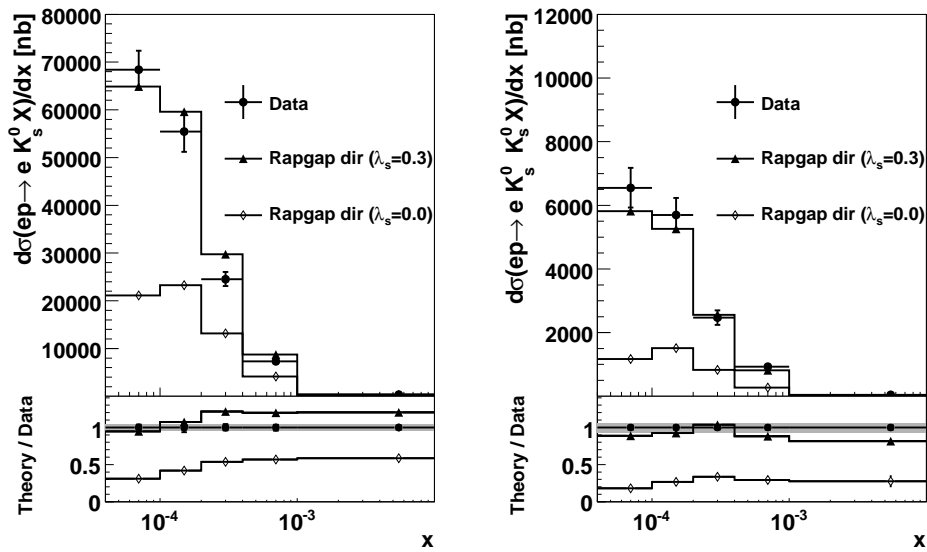 dσ(ep→ e K⁰ₛ X)/dx [nb]
80000
70000
60000
50000
40000
30000
20000
10000
Data
Rapgap dir (λₛ=0.3)
Rapgap dir (λₛ=0.0)
Theory / Data
1
0.5
0
10⁻⁴
10⁻³
x
dσ(ep→ e K⁰ₛ K⁰ₛ X)/dx [nb]
12000
10000
8000
6000
4000
2000
Data
Rapgap dir (λₛ=0.3)
Rapgap dir (λₛ=0.0)
Theory / Data
1
0.5
0
10⁻⁴
10⁻³
x